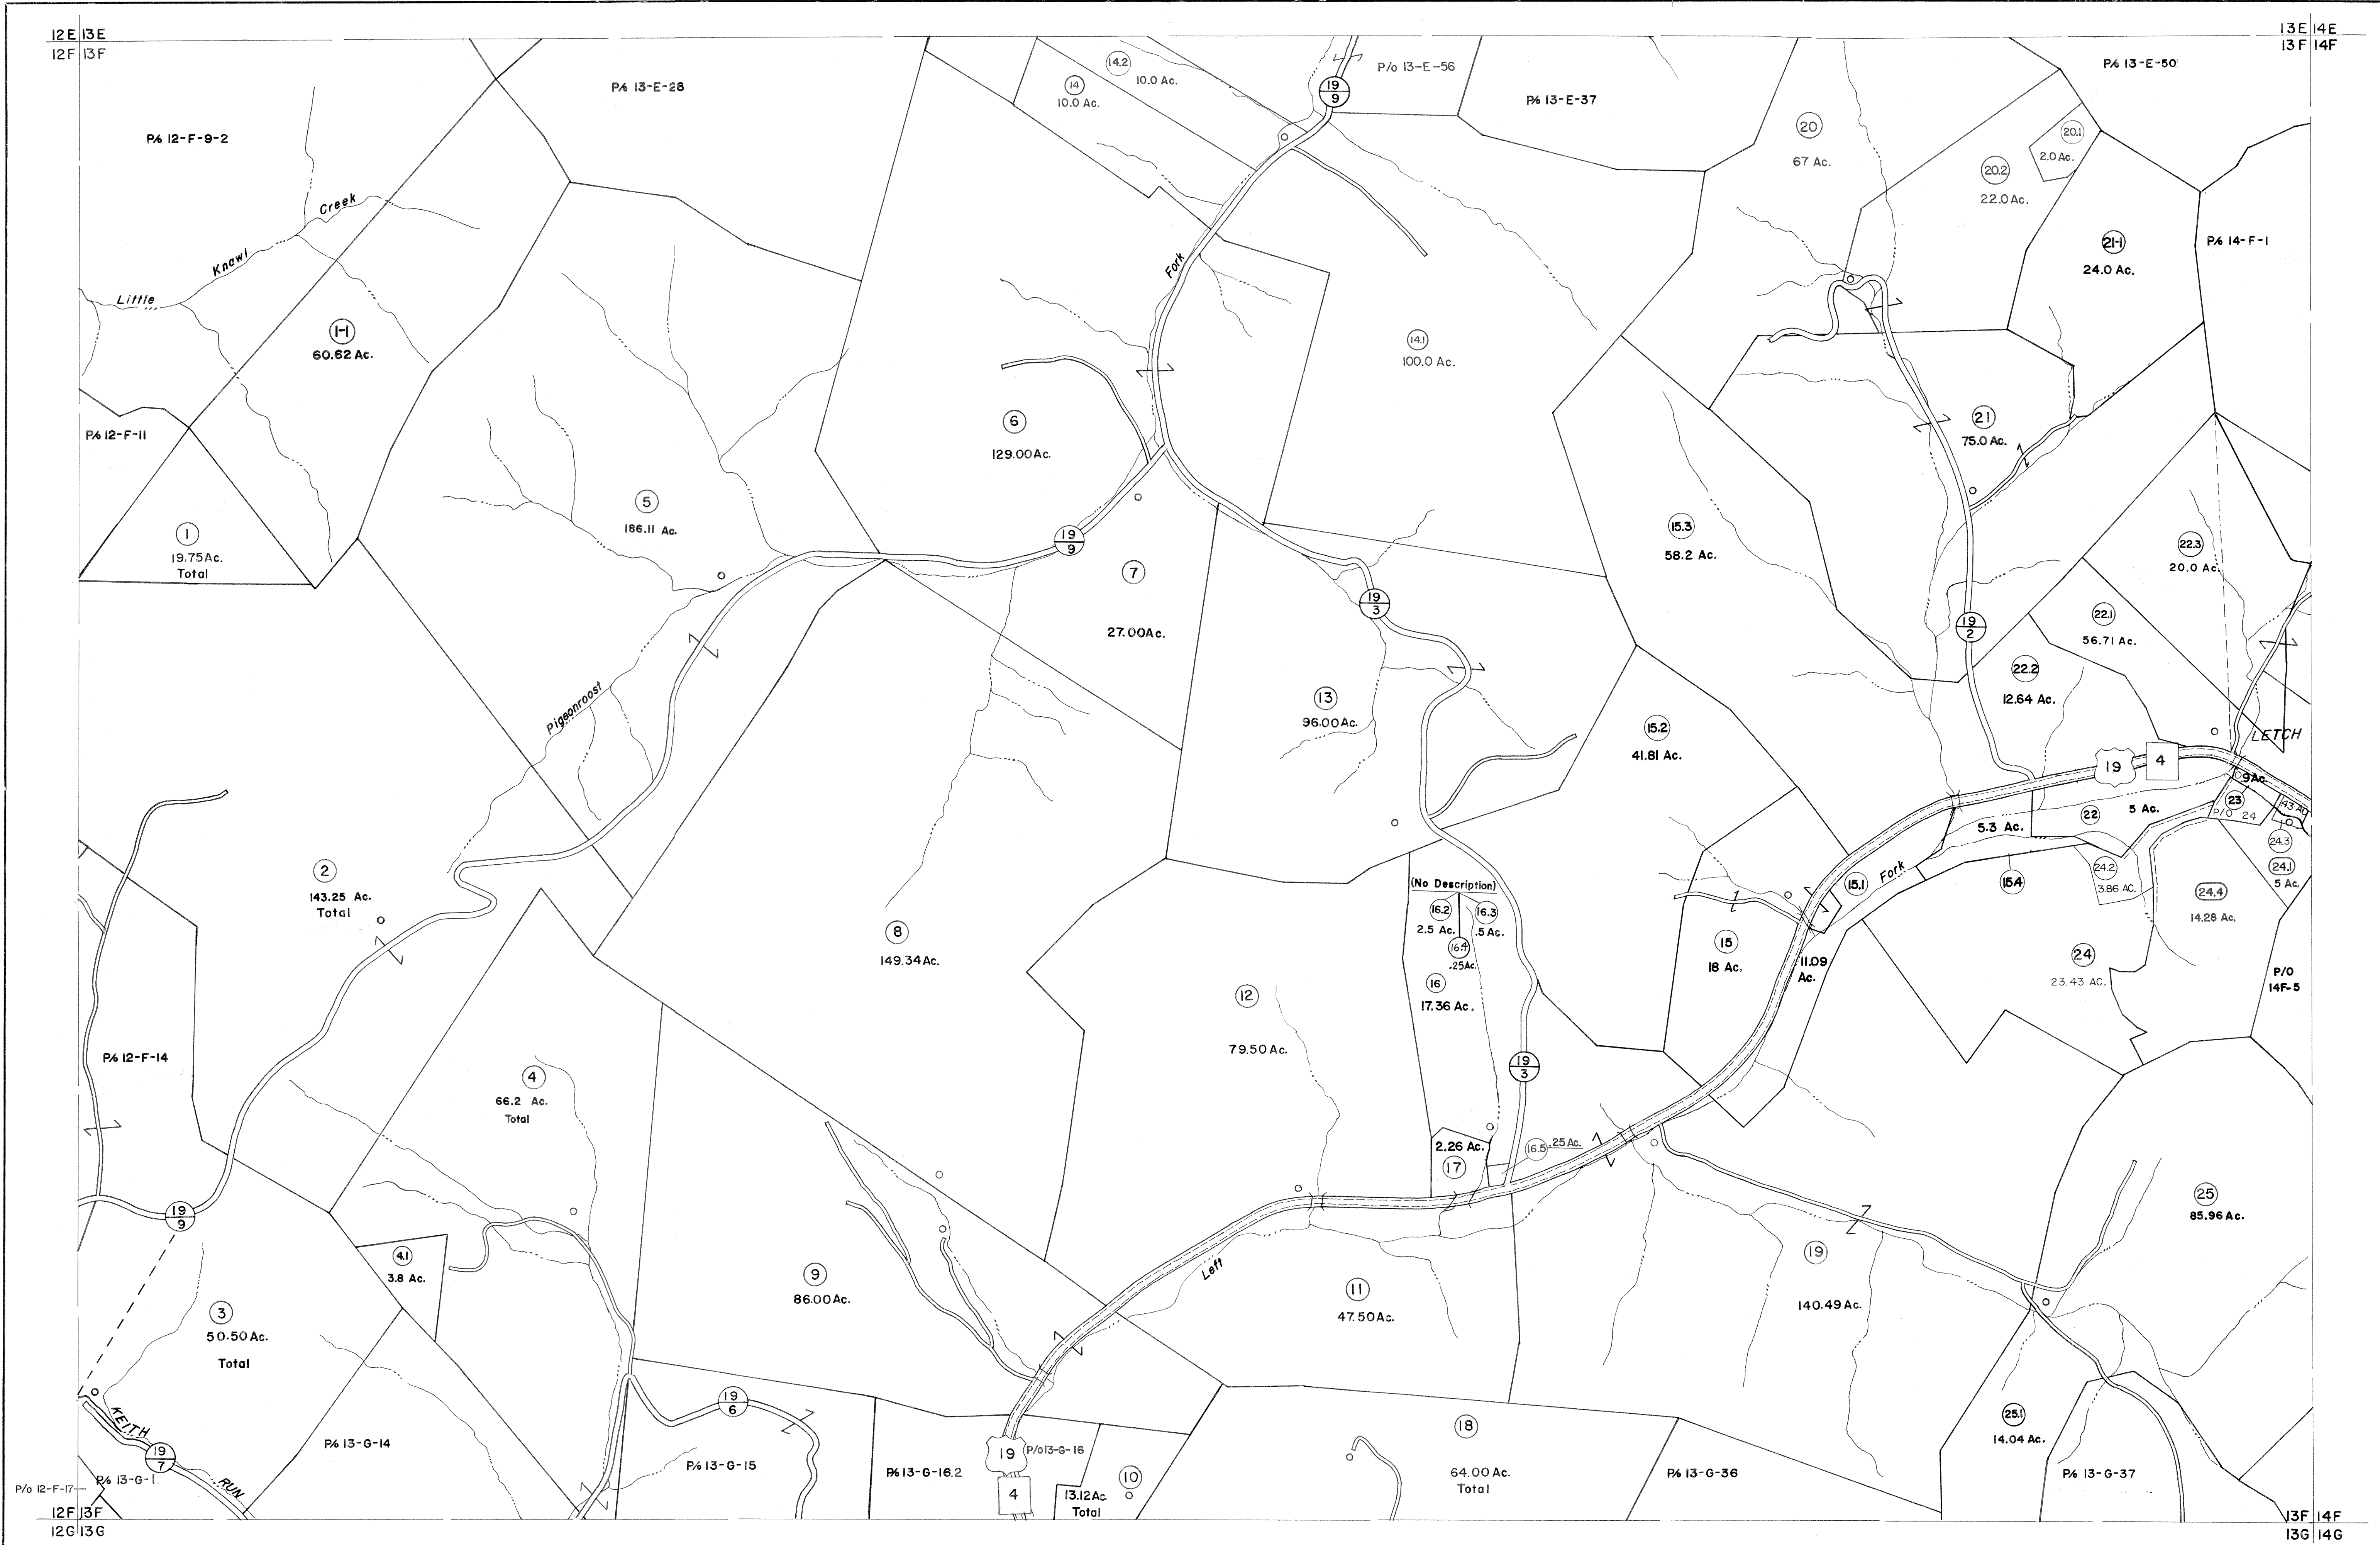 12E 13E
12F 13F
13E 14E
13F 14F
P/o 12-F-9-2
P/o 13-E-28
14
10.0 Ac.
14.2
10.0 Ac.
19
9
P/o 13-E-56
P/o 13-E-37
20
67 Ac.
P/o 13-E-50
20.1
2.0 Ac.
20.2
22.0 Ac.
21-1
24.0 Ac.
P/o 14-F-1
Little Knawl Creek
1-1
60.62 Ac.
Fork
14.1
100.0 Ac.
P/o 12-F-11
6
129.00 Ac.
21
75.0 Ac.
1
19.75 Ac.
Total
5
186.11 Ac.
19
9
7
27.00 Ac.
19
3
15.3
58.2 Ac.
22.3
20.0 Ac.
22.1
56.71 Ac.
19
2
22.2
12.64 Ac.
Pigeonroost
13
96.00 Ac.
15.2
41.81 Ac.
LETCH
19
4
.9 Ac.
23
P/O 24
.43 AC
24.3
22
5 Ac.
5.3 Ac.
24.1
5 Ac.
2
143.25 Ac.
Total
(No Description)
16.2
2.5 Ac.
16.3
.5 Ac.
16.4
.25 Ac.
16
17.36 Ac.
15.1
Fork
15.4
24.2
3.86 AC.
24.4
14.28 Ac.
8
149.34 Ac.
15
18 Ac.
11.09
Ac.
24
23.43 AC.
P/O
14F-5
12
79.50 Ac.
P/o 12-F-14
4
66.2 Ac.
Total
19
3
2.26 Ac.
17
16.5
.25 Ac.
25
85.96 Ac.
19
9
4.1
3.8 Ac.
3
50.50 Ac.
Total
9
86.00 Ac.
Left
11
47.50 Ac.
19
140.49 Ac.
KEITH RUN
19
7
P/o 13-G-14
19
6
P/o 13-G-15
P/o 13-G-16.2
19
4
P/o 13-G-16
10
13.12 Ac.
Total
18
64.00 Ac.
Total
P/o 13-G-36
25.1
14.04 Ac.
P/o 13-G-37
P/o 12-F-17
P/o 13-G-1
12F 13F
12G 13G
13F 14F
13G 14G